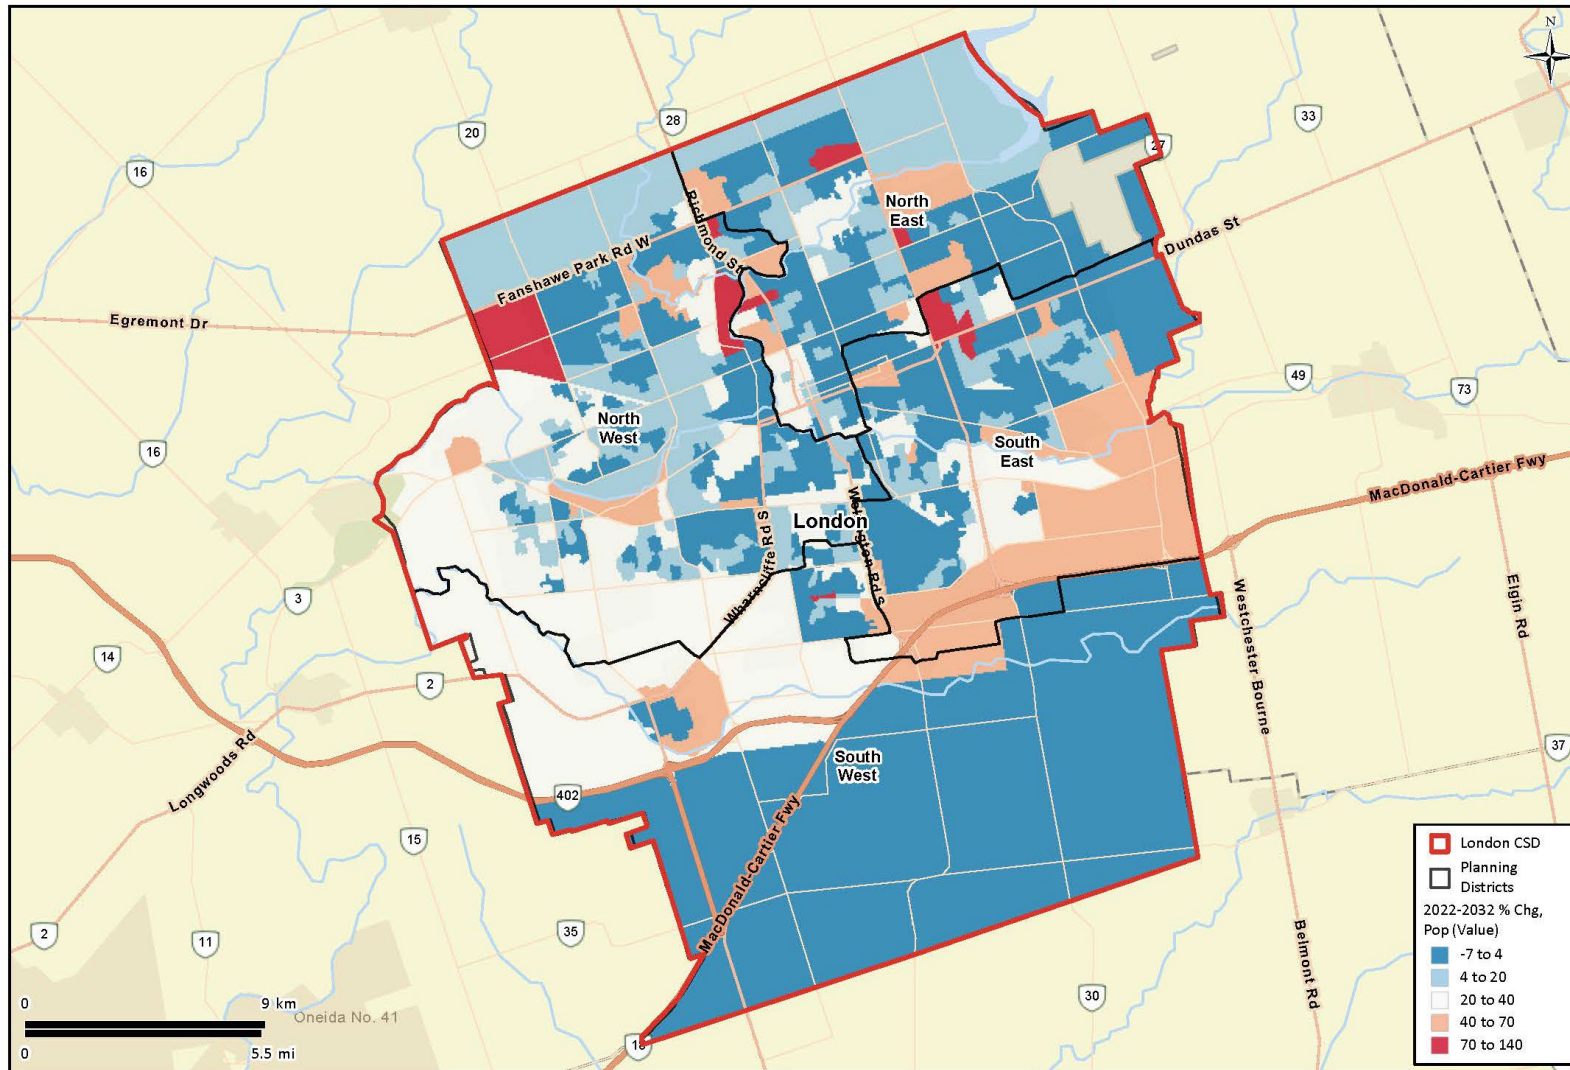 N
33
20
28
27
16
North
East
Richmond St
Dundas St
Fanshawe Park Rd W
Egremont Dr
49
73
North
West
16
South
East
MacDonald-Cartier Fwy
London
Wharncliffe Rd S
Wellington Rd S
3
Westchester Bourne
Elgin Rd
14
2
Longwoods Rd
South
West
37
402
MacDonald-Cartier Fwy
15
2
11
35
Belmont Rd
30
18
Oneida No. 41
0
9 km
0
5.5 mi
London CSD
Planning
Districts
2022-2032 % Chg,
Pop (Value)
-7 to 4
4 to 20
20 to 40
40 to 70
70 to 140